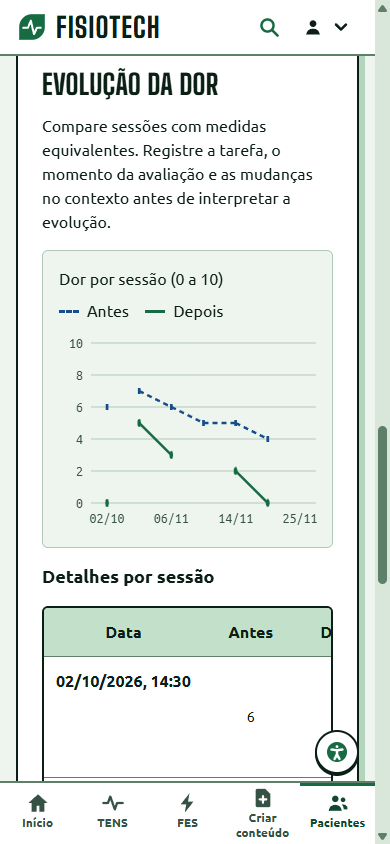 FISIOTECH
EVOLUÇÃO DA DOR
Compare sessões com medidas
equivalentes. Registre a tarefa, o
momento da avaliação e as mudanças
no contexto antes de interpretar a
evolução.
Dor por sessão (0 a 10)
Antes Depois
10
8
6
4
2
0
02/10 06/11 14/11 25/11
Detalhes por sessão
Data Antes D
02/10/2026, 14:30
6
Início TENS FES Criar conteúdo Pacientes